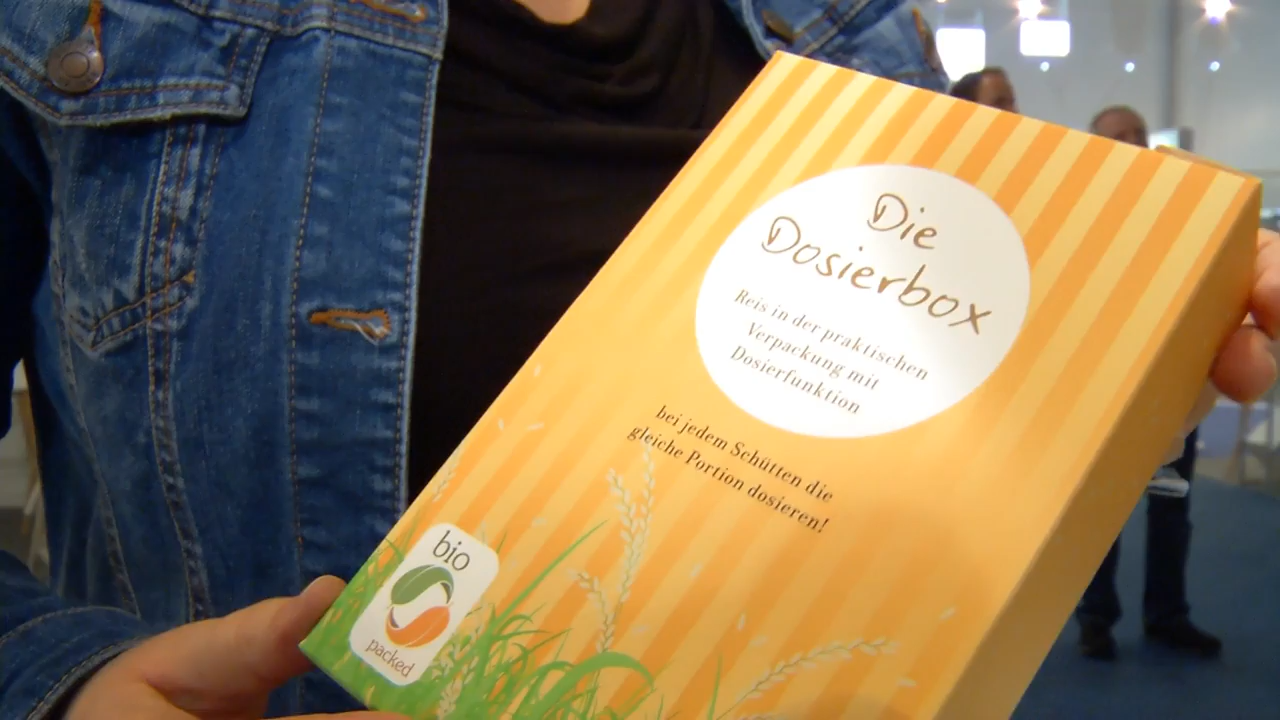 Die
Dosierbox
Reis in der praktischen
Verpackung mit
Dosierfunktion
bei jedem Schütten die
gleiche Portion dosieren!
bio
packed